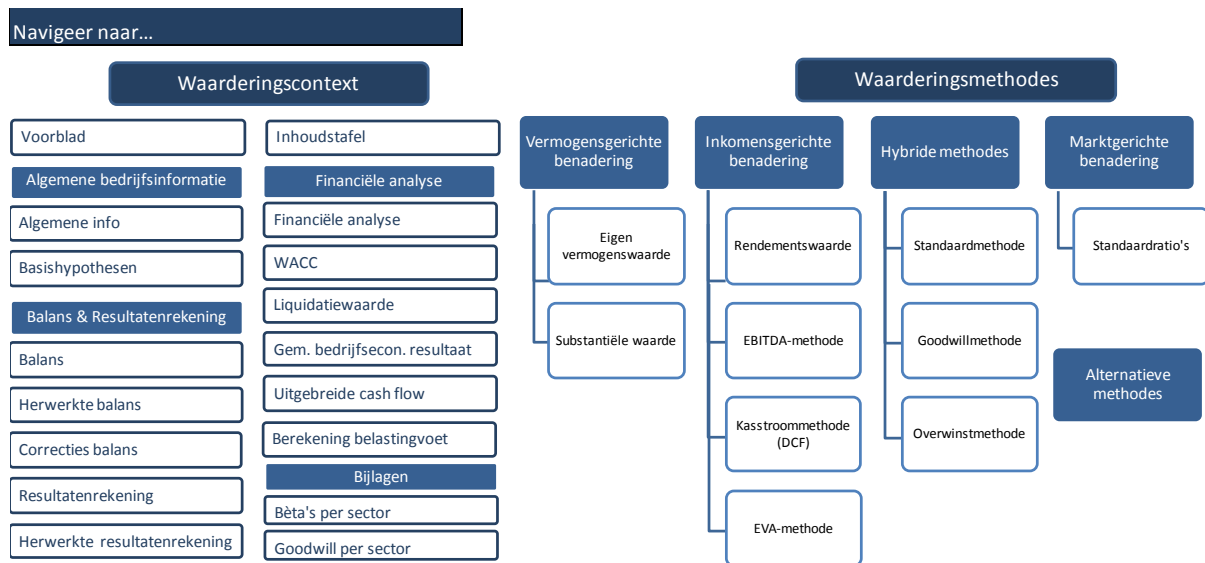 Navigeer naar...
Waarderingscontext
Voorblad
Algemene bedrijfsinformatie
Algemene info
Basishypothesen
Balans & Resultatenrekening
Balans
Herwerkte balans
Correcties balans
Resultatenrekening
Herwerkte resultatenrekening
Inhoudstafel
Financiële analyse
Financiële analyse
WACC
Liquidatiewaarde
Gem. bedrijfsecon. resultaat
Uitgebreide cash flow
Berekening belastingvoet
Bijlagen
Bèta's per sector
Goodwill per sector
Waarderingsmethodes
Vermogensgerichte
benadering
Eigen
vermogenswaarde
Substantiële waarde
Inkomensgerichte
benadering
Rendementswaarde
EBITDA-methode
Kasstroommethode
(DCF)
EVA-methode
Hybride methodes
Standaardmethode
Goodwillmethode
Overwinstmethode
Marktgerichte
benadering
Standaardratio's
Alternatieve
methodes